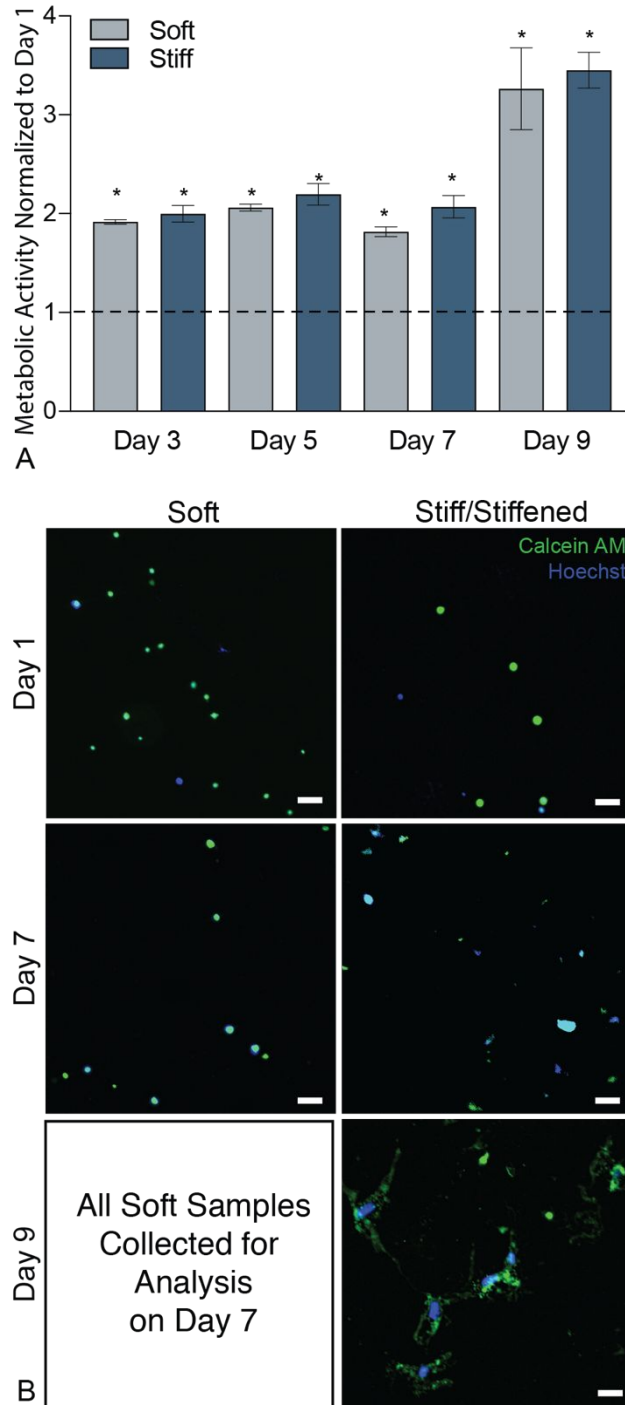 Metabolic Activity Normalized to Day 1
4
3
2
1
0
Soft
Stiff
* * * * * * * *
Day 3 Day 5 Day 7 Day 9
A
Soft Stiff/Stiffened
Day 1
Calcein AM
Hoechst
Day 7
Day 9
All Soft Samples
Collected for
Analysis
on Day 7
B